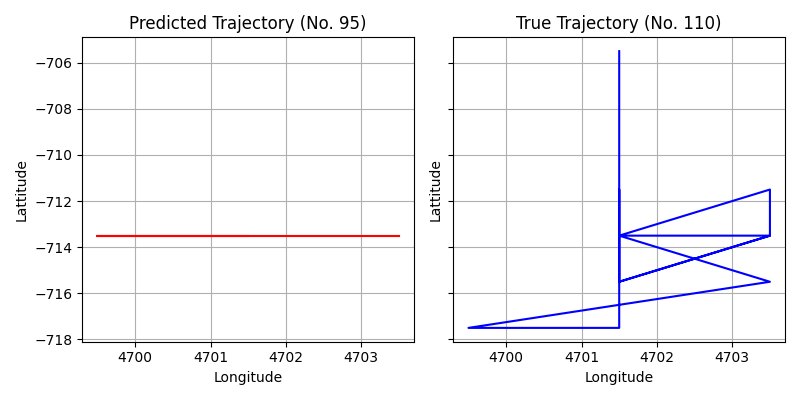 Predicted Trajectory (No. 95)
True Trajectory (No. 110)
−706
−708
−710
−712
−714
−716
−718
Lattitude
Lattitude
4700 4701 4702 4703
4700 4701 4702 4703
Longitude
Longitude